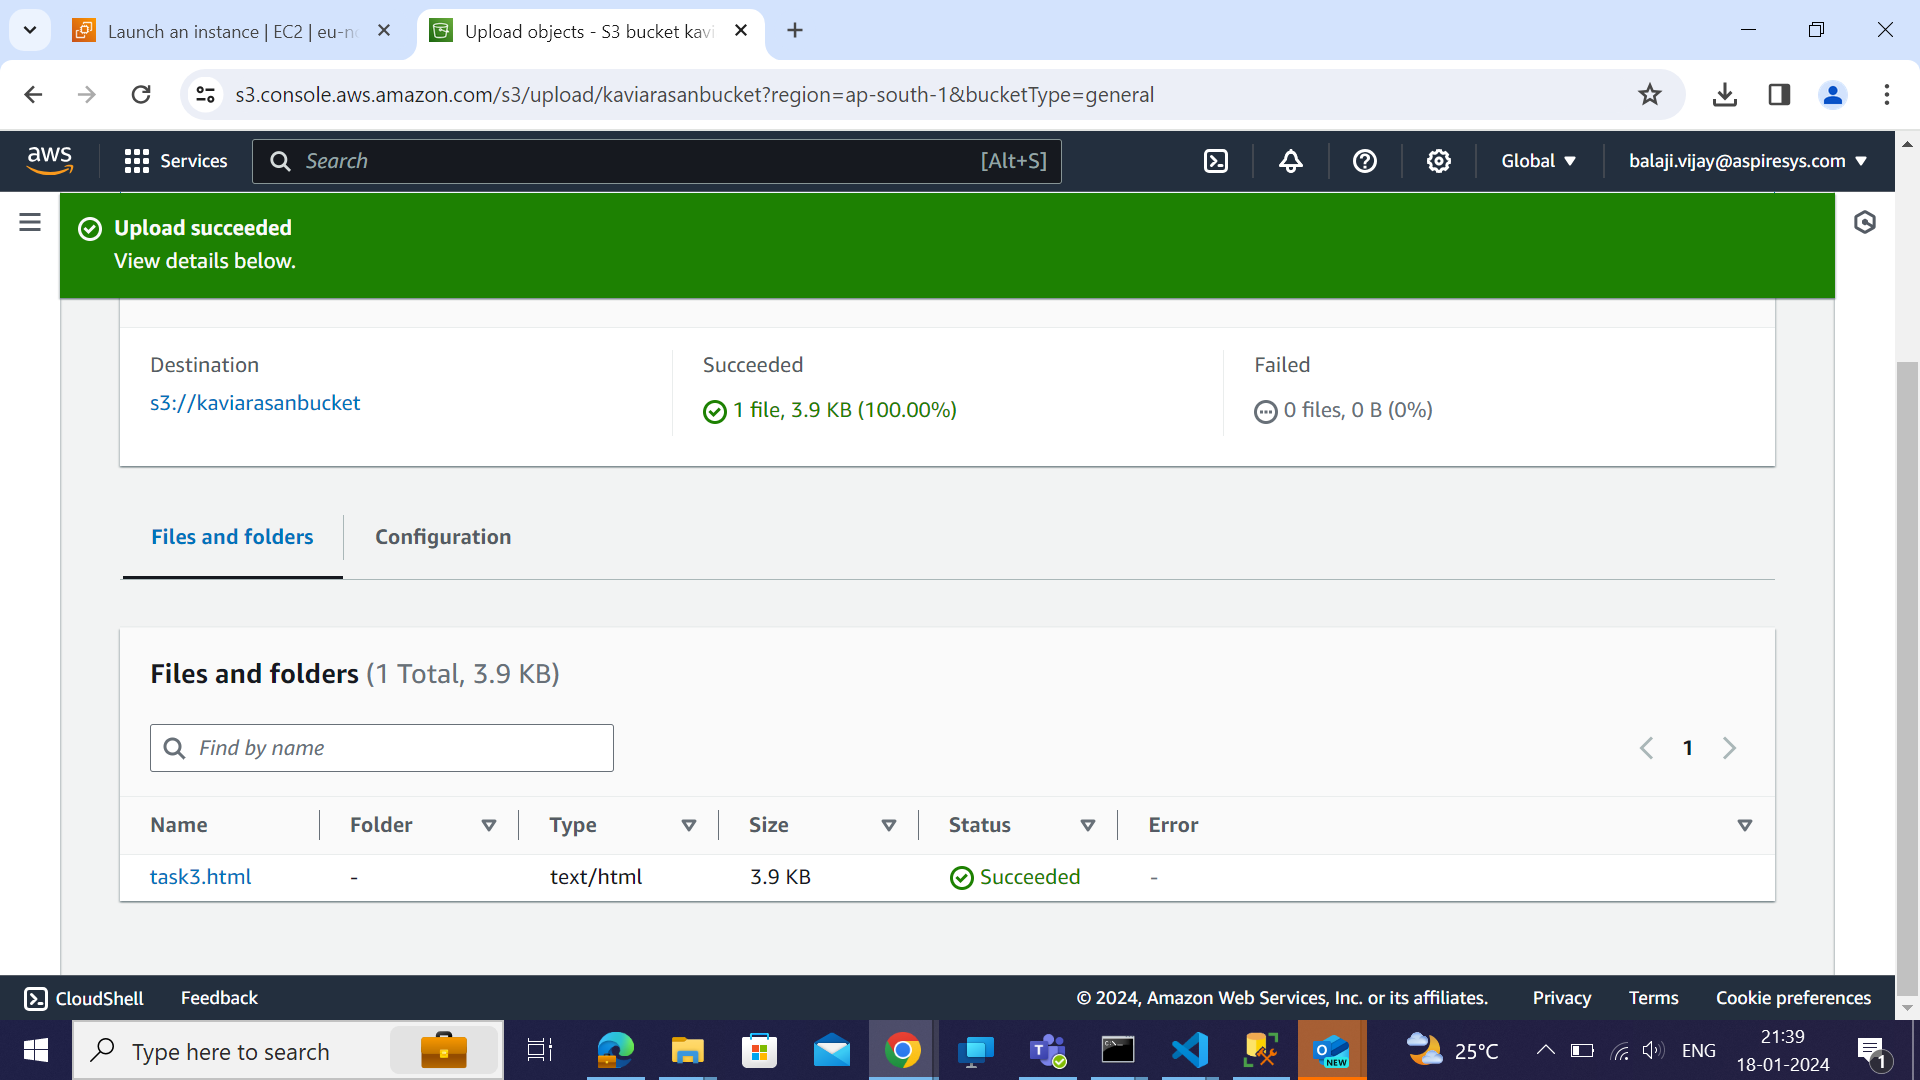 Launch an instance | EC2 | eu-no
Upload objects - S3 bucket kavi
s3.console.aws.amazon.com/s3/upload/kaviarasanbucket?region=ap-south-1&bucketType=general
aws
Services
Search
[Alt+S]
Global
balaji.vijay@aspiresys.com
Upload succeeded
View details below.
Destination
Succeeded
Failed
s3://kaviarasanbucket
1 file, 3.9 KB (100.00%)
0 files, 0 B (0%)
Files and folders
Configuration
Files and folders (1 Total, 3.9 KB)
Find by name
1
Name
Folder
Type
Size
Status
Error
task3.html
-
text/html
3.9 KB
Succeeded
-
CloudShell
Feedback
© 2024, Amazon Web Services, Inc. or its affiliates.
Privacy
Terms
Cookie preferences
Type here to search
NEW
25°C
ENG
21:39
18-01-2024
1